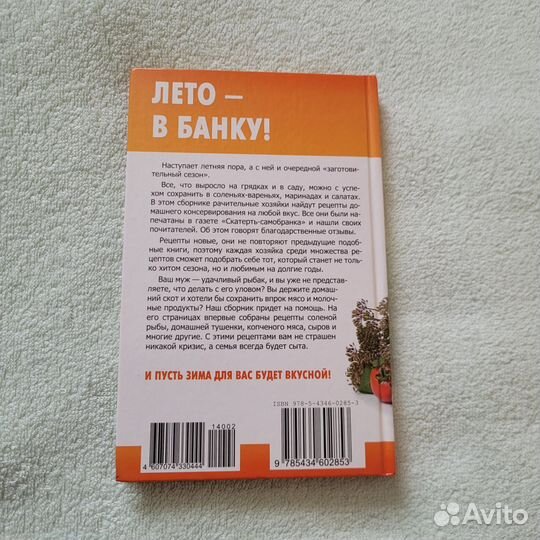 ЛЕТО –
В БАНКУ!
Наступает летняя пора, а с ней и очередной «заготови-
тельный сезон».
Все, что выросло на грядках и в саду, можно с успе-
хом сохранить в соленьях-вареньях, маринадах и салатах.
В этом сборнике рачительные хозяйки найдут рецепты до-
машнего консервирования на любой вкус. Все они были на-
печатаны в газете «Скатерть-самобранка» и нашли своих
почитателей. Об этом говорят благодарственные отзывы.
Рецепты новые, они не повторяют предыдущие подоб-
ные книги, поэтому каждая хозяйка среди множества ре-
цептов сможет подобрать себе тот, который станет не толь-
ко хитом сезона, но и любимым на долгие годы.
Ваш муж — удачливый рыбак, и вы уже не представ-
ляете, что делать с его уловом? Вы держите домаш-
ний скот и хотели бы сохранить впрок мясо и молоч-
ные продукты? Наш сборник придет на помощь. На
его страницах впервые собраны рецепты соленой
рыбы, домашней тушенки, копченого мяса, сыров и
многие другие. С этими рецептами вам не страшен
никакой кризис, а семья всегда будет сыта.
И ПУСТЬ ЗИМА ДЛЯ ВАС БУДЕТ ВКУСНОЙ!
ISBN 978-5-4346-0285-3
14002
4 607074 330444
9 785434 602853
Avito